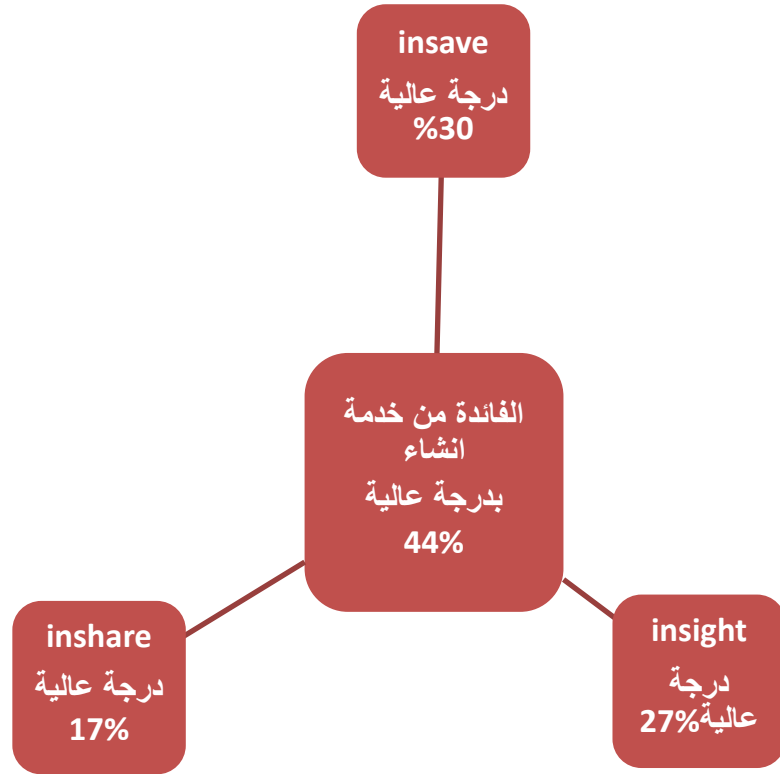 insave
درجة عالية
%30
الفائدة من خدمة
انشاء
بدرجة عالية
44%
inshare
درجة عالية
17%
insight
درجة
عالية27%